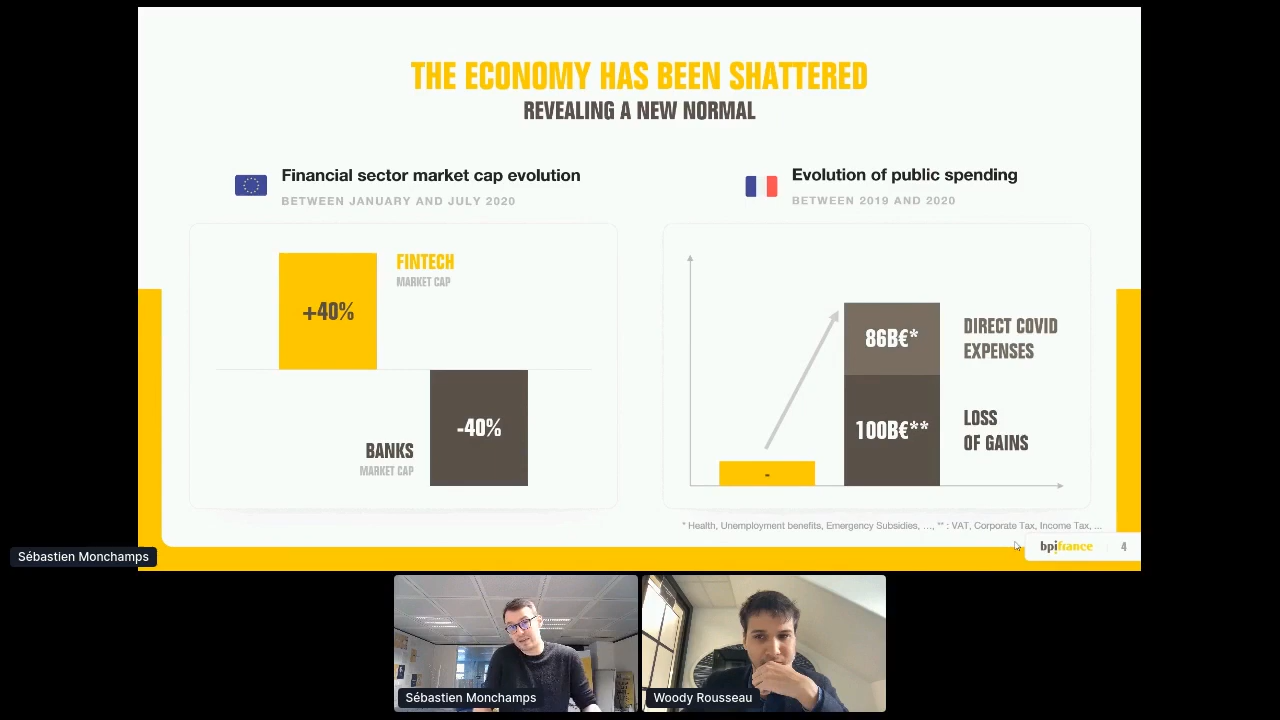 THE ECONOMY HAS BEEN SHATTERED
REVEALING A NEW NORMAL
Financial sector market cap evolution
BETWEEN JANUARY AND JULY 2020
+40%
FINTECH
MARKET CAP
-40%
BANKS
MARKET CAP
Evolution of public spending
BETWEEN 2019 AND 2020
-
86B€*
DIRECT COVID
EXPENSES
100B€**
LOSS
OF GAINS
* Health, Unemployment benefits, Emergency Subsidies, ..., ** : VAT, Corporate Tax, Income Tax, ...
bpifrance
4
Sébastien Monchamps
Sébastien Monchamps
Woody Rousseau